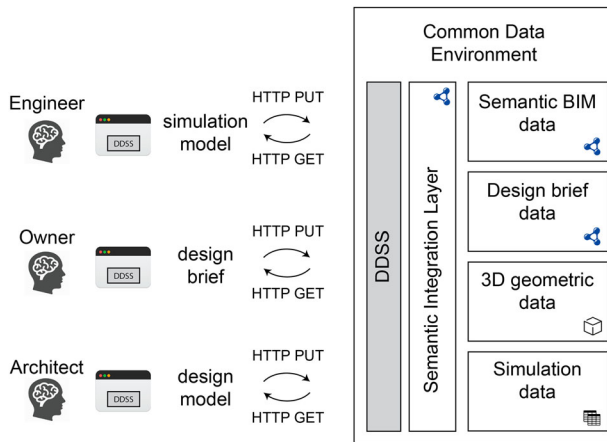 Engineer
DDSS
simulation
model
HTTP PUT
HTTP GET
Owner
DDSS
design
brief
HTTP PUT
HTTP GET
Architect
DDSS
design
model
HTTP PUT
HTTP GET
Common Data
Environment
DDSS
Semantic Integration Layer
Semantic BIM
data
Design brief
data
3D geometric
data
Simulation
data